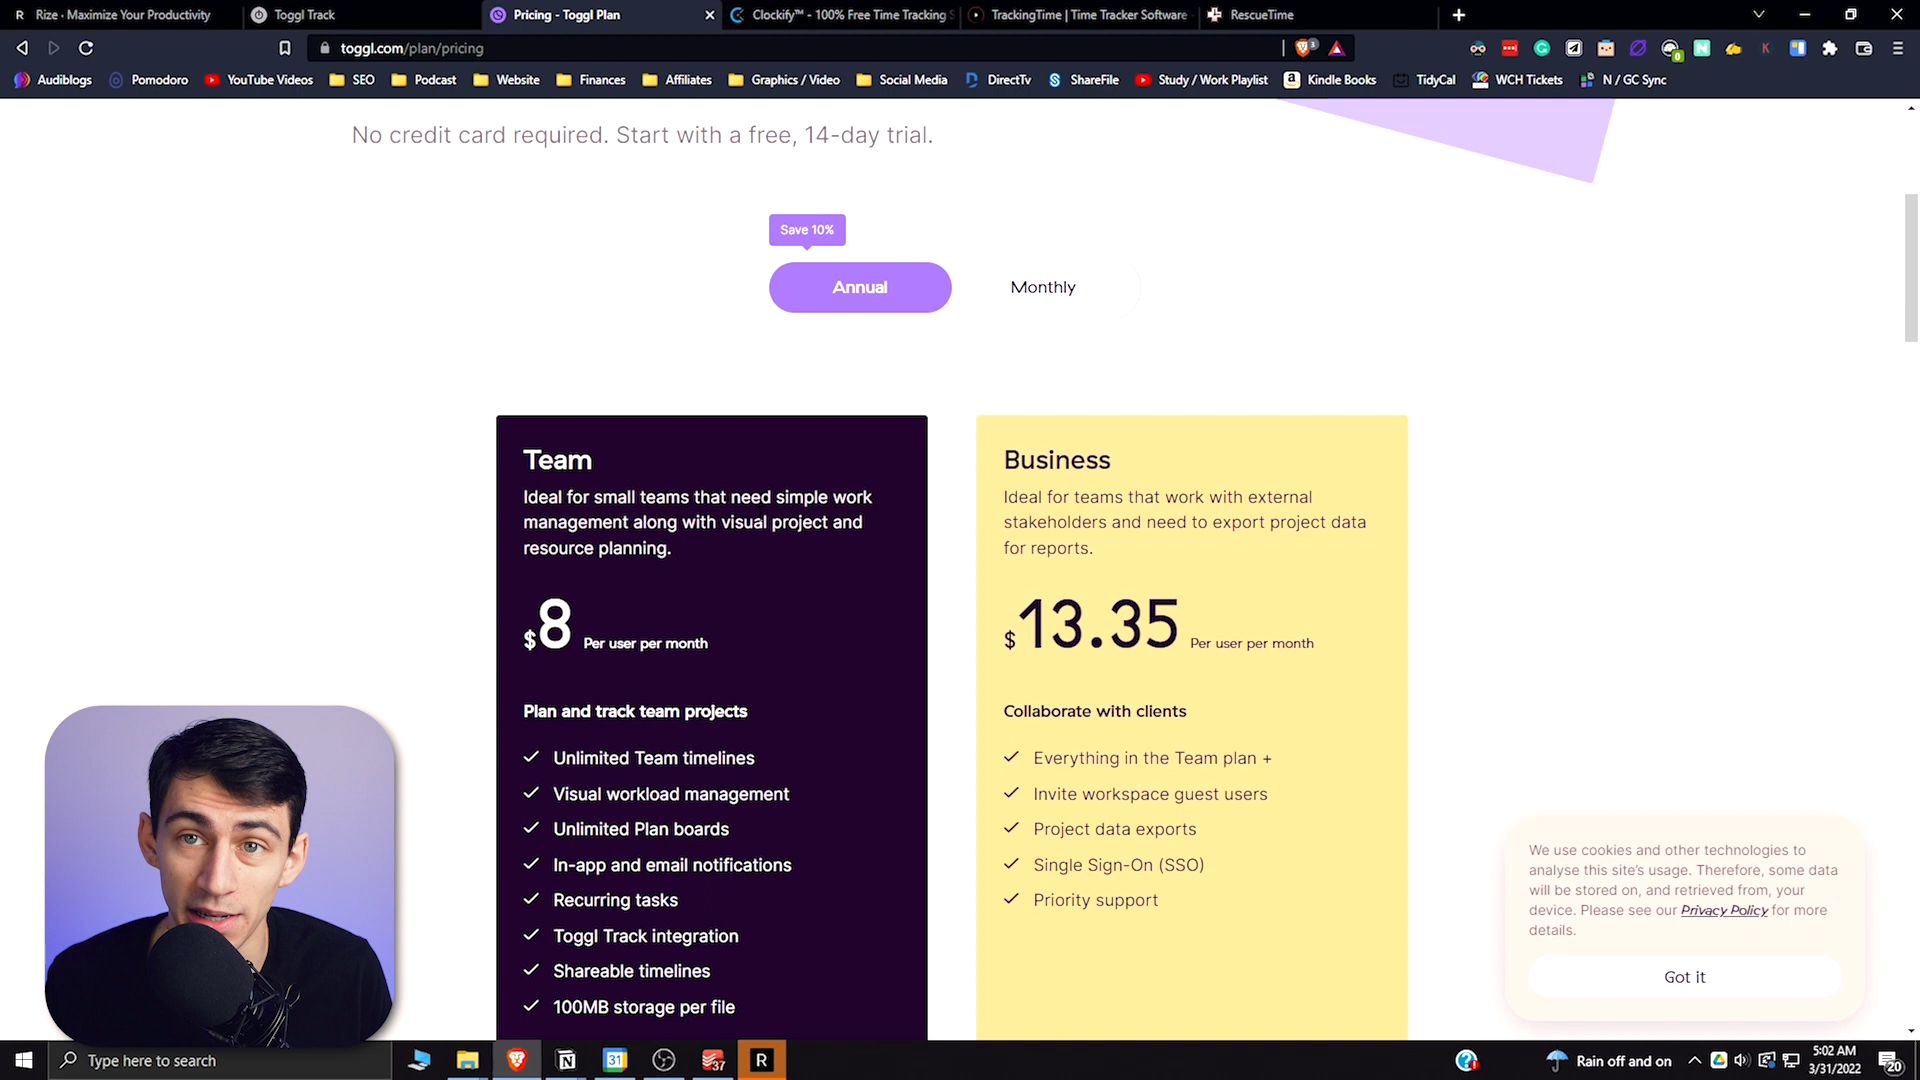 R Rize · Maximize Your Productivity
Toggl Track
Pricing - Toggl Plan
Clockify™ - 100% Free Time Tracking S
TrackingTime | Time Tracker Software
RescueTime
toggl.com/plan/pricing
3
0
Audiblogs
Pomodoro
YouTube Videos
SEO
Podcast
Website
Finances
Affiliates
Graphics / Video
Social Media
DirectTv
ShareFile
Study / Work Playlist
Kindle Books
TidyCal
WCH Tickets
N / GC Sync
No credit card required. Start with a free, 14-day trial.
Save 10%
Annual
Monthly
Team
Ideal for small teams that need simple work
management along with visual project and
resource planning.
$8 Per user per month
Plan and track team projects
Unlimited Team timelines
Visual workload management
Unlimited Plan boards
In-app and email notifications
Recurring tasks
Toggl Track integration
Shareable timelines
100MB storage per file
Business
Ideal for teams that work with external
stakeholders and need to export project data
for reports.
$13.35 Per user per month
Collaborate with clients
Everything in the Team plan +
Invite workspace guest users
Project data exports
Single Sign-On (SSO)
Priority support
We use cookies and other technologies to
analyse this site's usage. Therefore, some data
will be stored on, and retrieved from, your
device. Please see our Privacy Policy for more
details.
Got it
Type here to search
31
37
R
Rain off and on
5:02 AM
3/31/2022
20